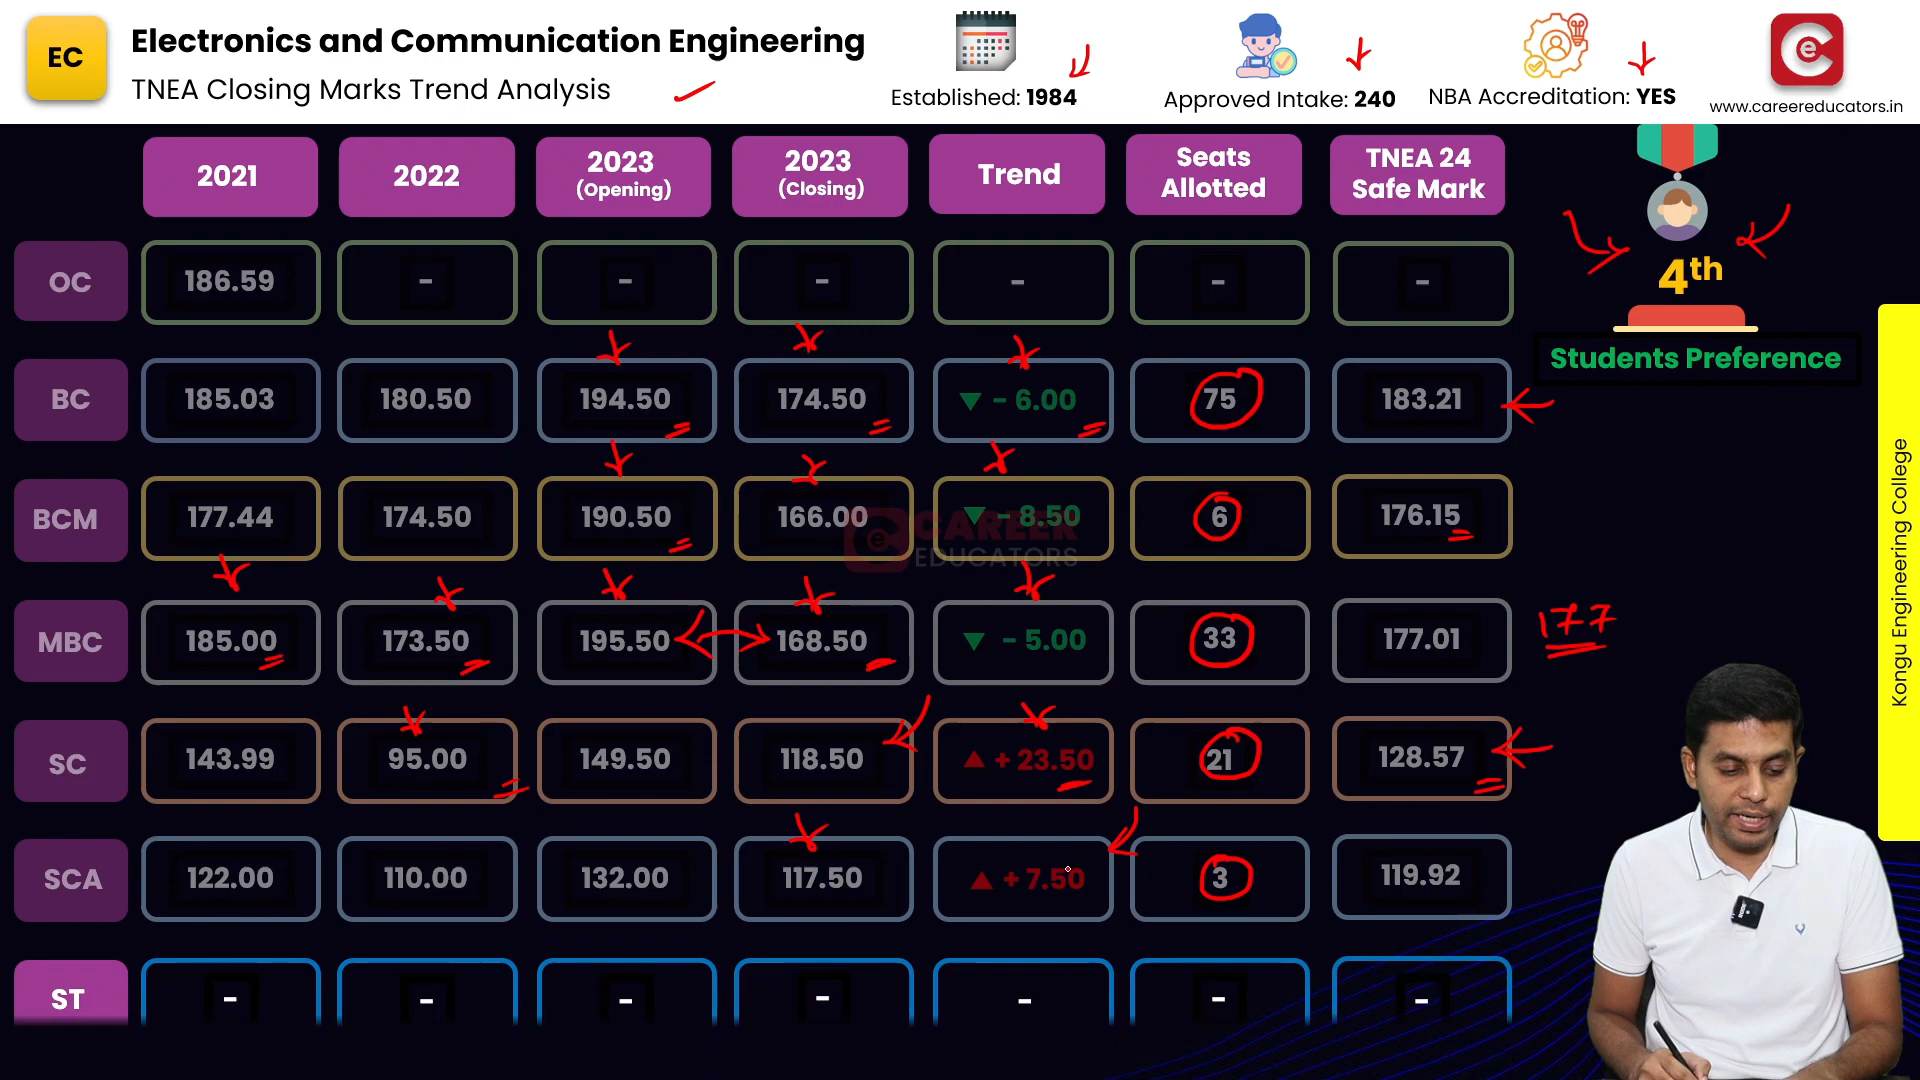 EC
Electronics and Communication Engineering
TNEA Closing Marks Trend Analysis
Established: 1984
Approved Intake: 240
NBA Accreditation: YES
e
www.careereducators.in
2021
2022
2023
(Opening)
2023
(Closing)
Trend
Seats
Allotted
TNEA 24
Safe Mark
4th
Students Preference
OC 186.59 - - - - - -
BC 185.03 180.50 194.50 174.50 ▼ - 6.00 75 183.21
BCM 177.44 174.50 190.50 166.00 ▼ - 8.50 6 176.15
e CAREER
EDUCATORS
MBC 185.00 173.50 195.50 168.50 ▼ - 5.00 33 177.01
177
SC 143.99 95.00 149.50 118.50 ▲ + 23.50 21 128.57
SCA 122.00 110.00 132.00 117.50 ▲ + 7.50 3 119.92
ST - - - - - - -
Kongu Engineering College